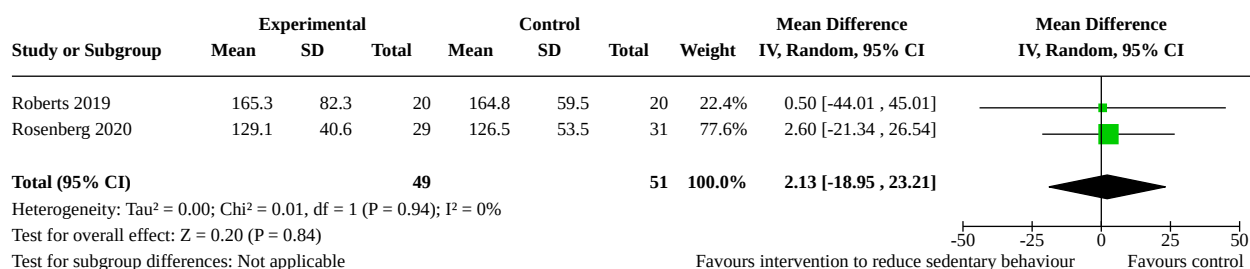 Experimental Control Mean Difference Mean Difference
Study or Subgroup Mean SD Total Mean SD Total Weight IV, Random, 95% CI IV, Random, 95% CI
Roberts 2019 165.3 82.3 20 164.8 59.5 20 22.4% 0.50 [-44.01 , 45.01]
Rosenberg 2020 129.1 40.6 29 126.5 53.5 31 77.6% 2.60 [-21.34 , 26.54]
Total (95% CI) 49 51 100.0% 2.13 [-18.95 , 23.21]
Heterogeneity: Tau² = 0.00; Chi² = 0.01, df = 1 (P = 0.94); I² = 0%
Test for overall effect: Z = 0.20 (P = 0.84) -50 -25 0 25 50
Test for subgroup differences: Not applicable Favours intervention to reduce sedentary behaviour Favours control